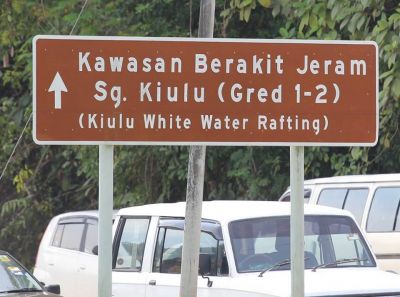 Kawasan Berakit Jeram
Sg. Kiulu (Gred 1-2)
(Kiulu White Water Rafting)